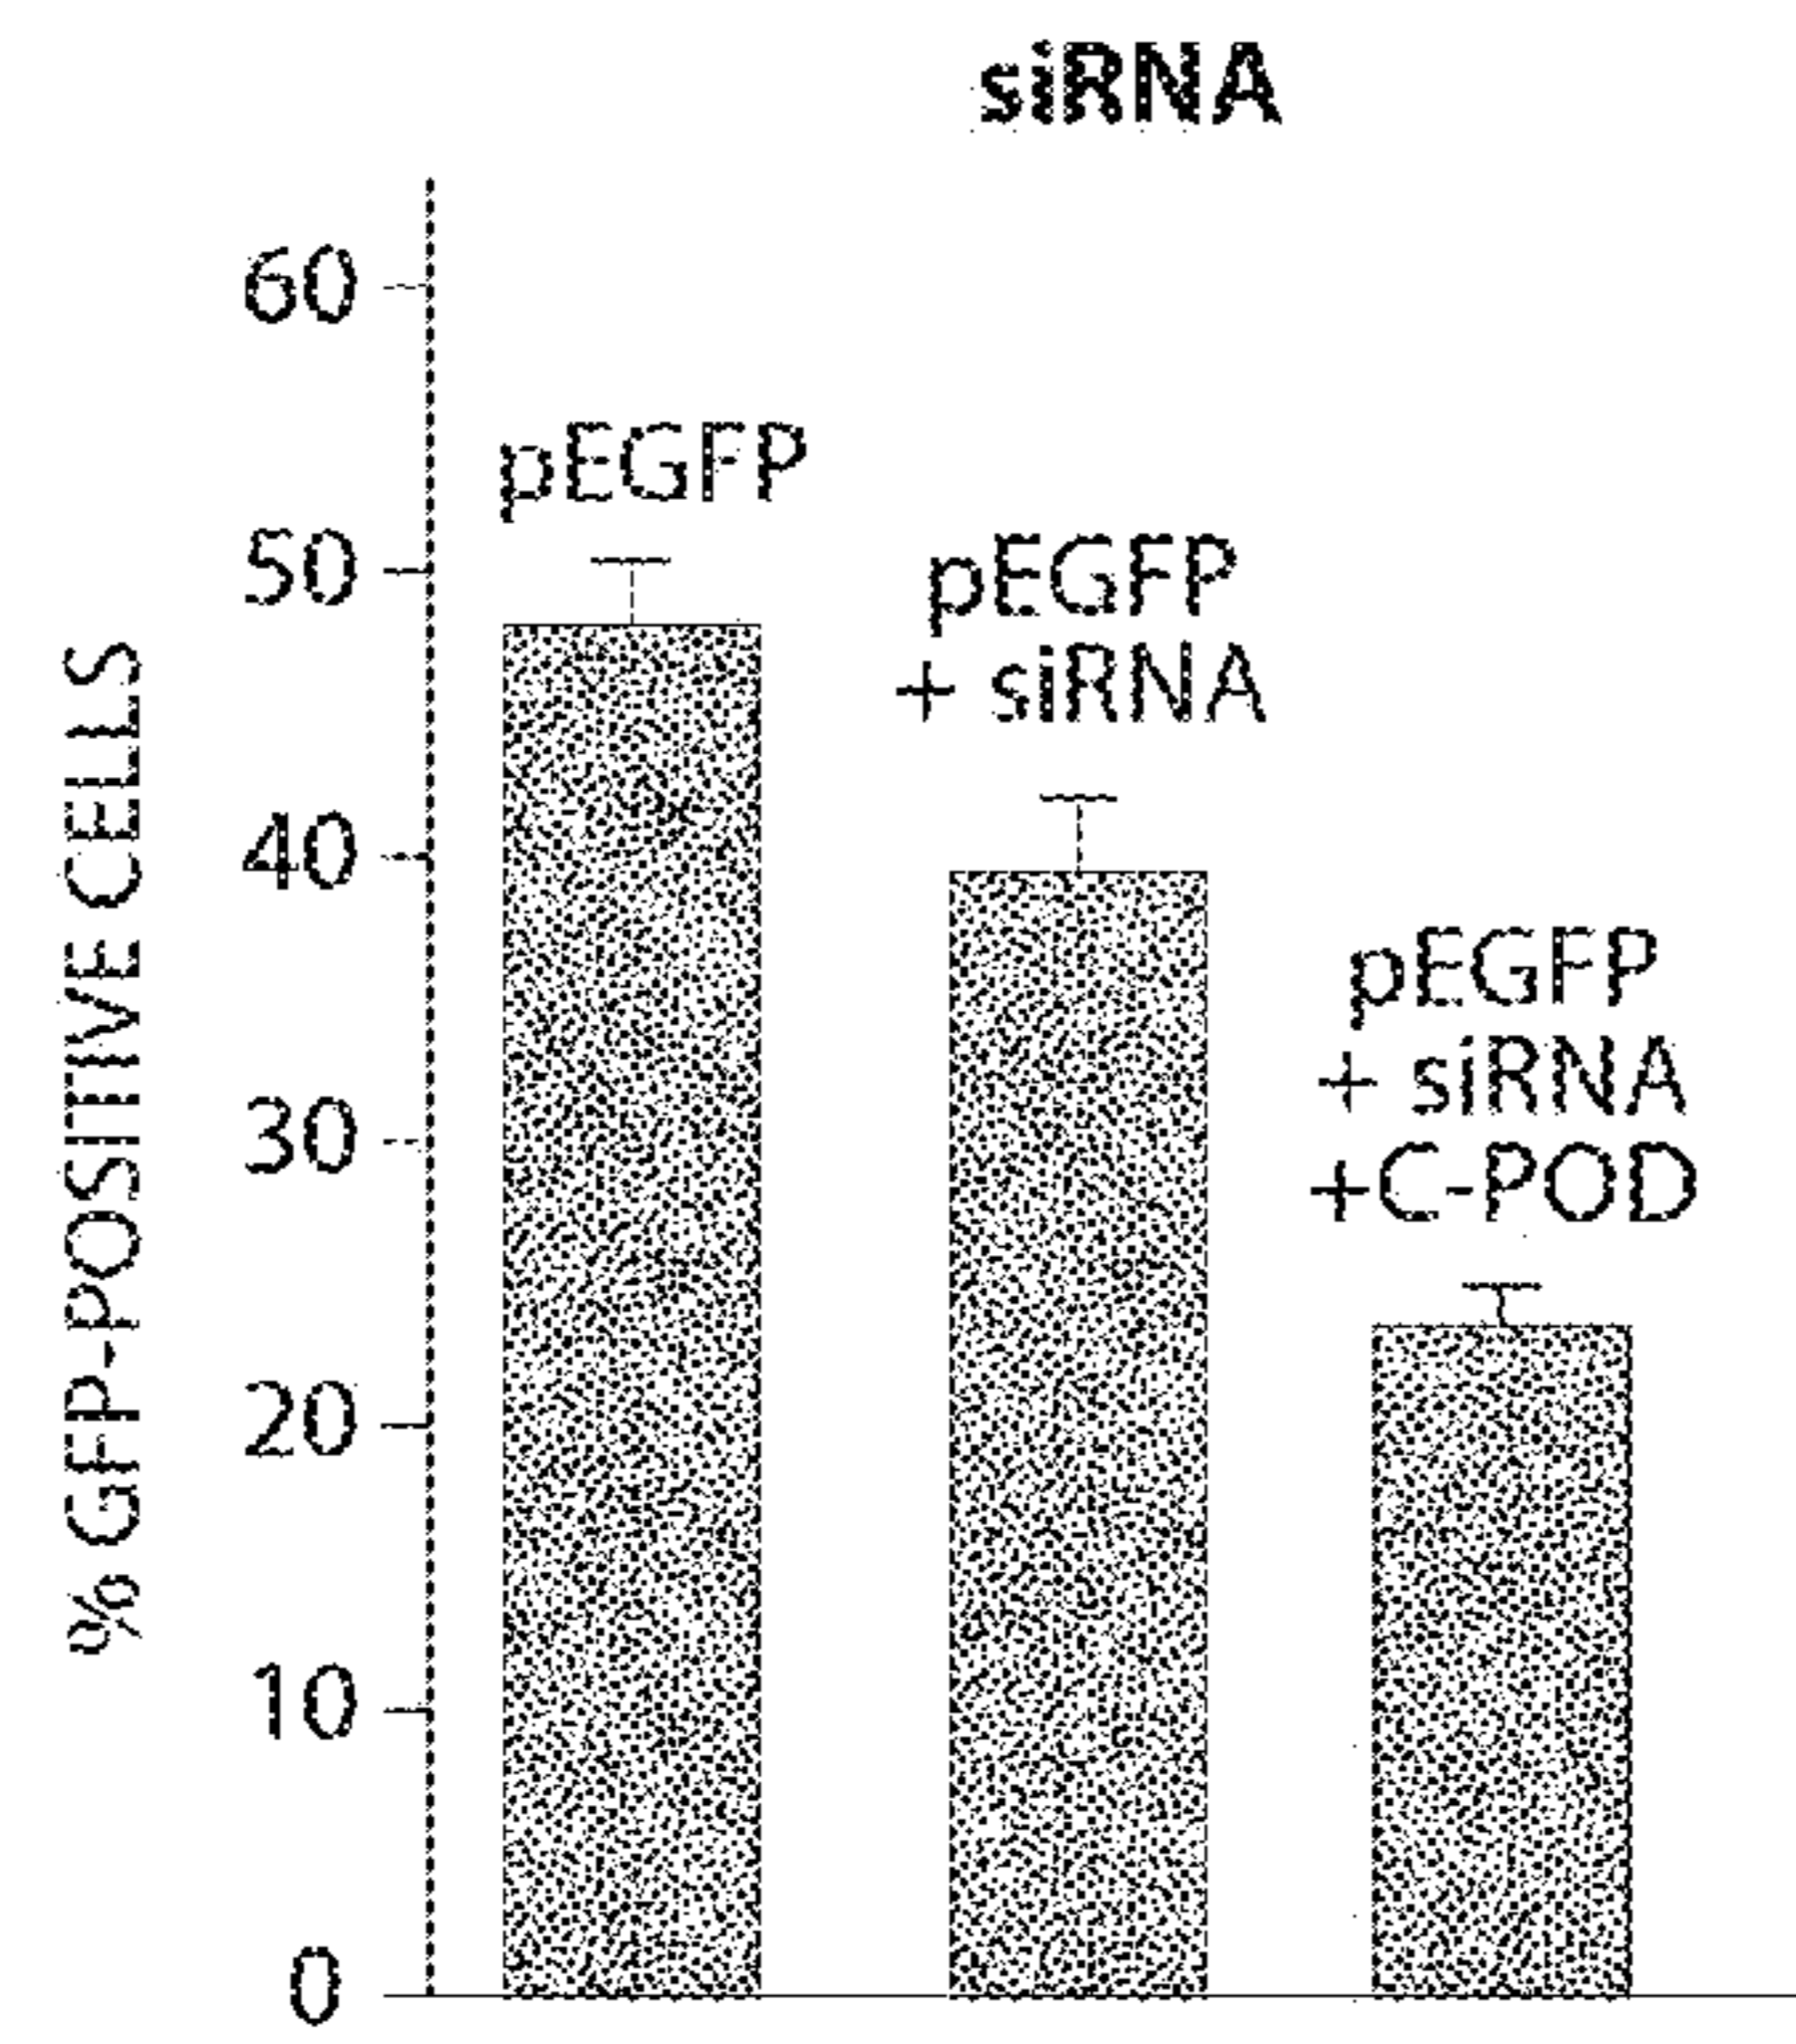 siRNA
60
pEGFP
50
pEGFP
+ siRNA
40
pEGFP
+ siRNA
+C-POD
30
20
10
0
% GFP-POSITIVE CELLS